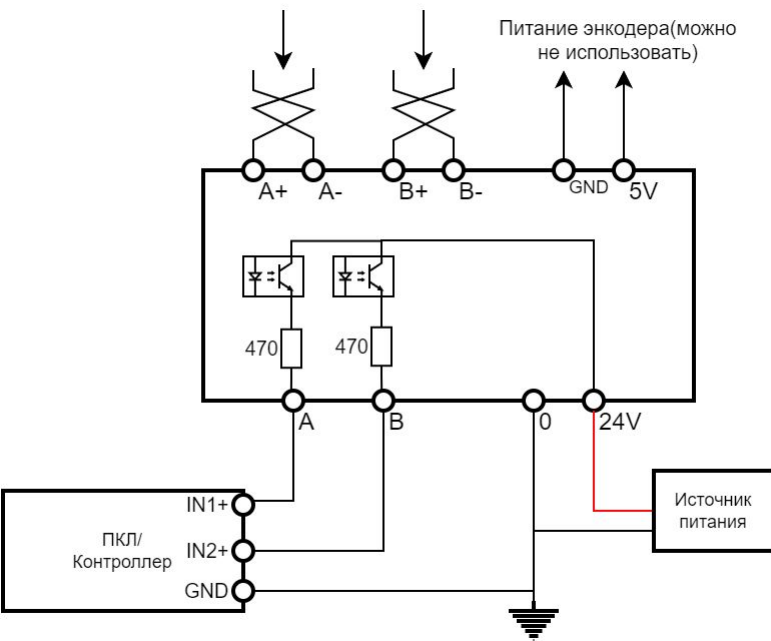 Питание энкодера(можно
не использовать)
A+ A- B+ B- GND 5V
470 470
A B 0 24V
IN1+
ПКЛ/
Контроллер
IN2+
GND
Источник
питания